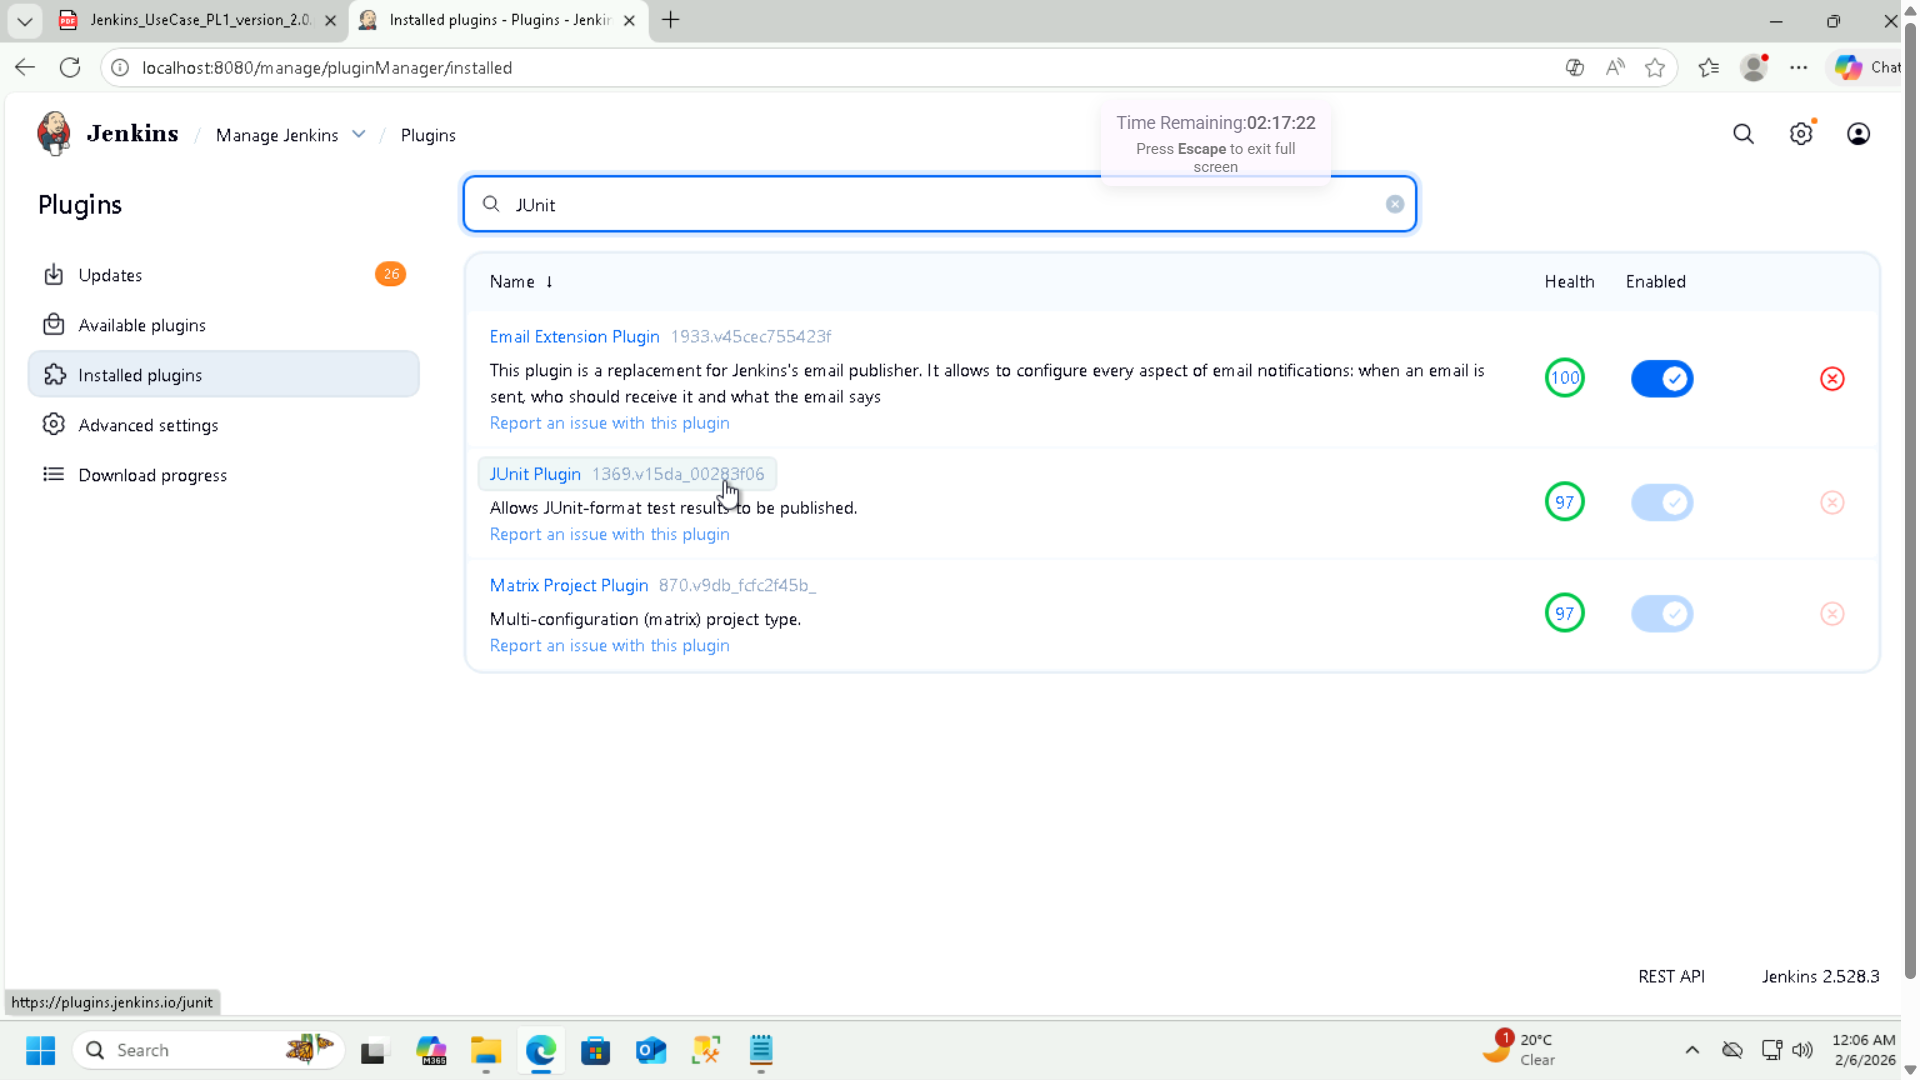 Jenkins_UseCase_PL1_version_2.0.
Installed plugins - Plugins - Jenkin
localhost:8080/manage/pluginManager/installed
Chat
Jenkins / Manage Jenkins / Plugins
Time Remaining:02:17:22
Press Escape to exit full
screen
Plugins
JUnit
Updates 26
Available plugins
Installed plugins
Advanced settings
Download progress
Name ↓ Health Enabled
Email Extension Plugin 1933.v45cec755423f
This plugin is a replacement for Jenkins's email publisher. It allows to configure every aspect of email notifications: when an email is
sent, who should receive it and what the email says
Report an issue with this plugin
100
JUnit Plugin 1369.v15da_00283f06
Allows JUnit-format test results to be published.
Report an issue with this plugin
97
Matrix Project Plugin 870.v9db_fcfc2f45b_
Multi-configuration (matrix) project type.
Report an issue with this plugin
97
REST API Jenkins 2.528.3
https://plugins.jenkins.io/junit
Search
M365
1
20°C
Clear
12:06 AM
2/6/2026